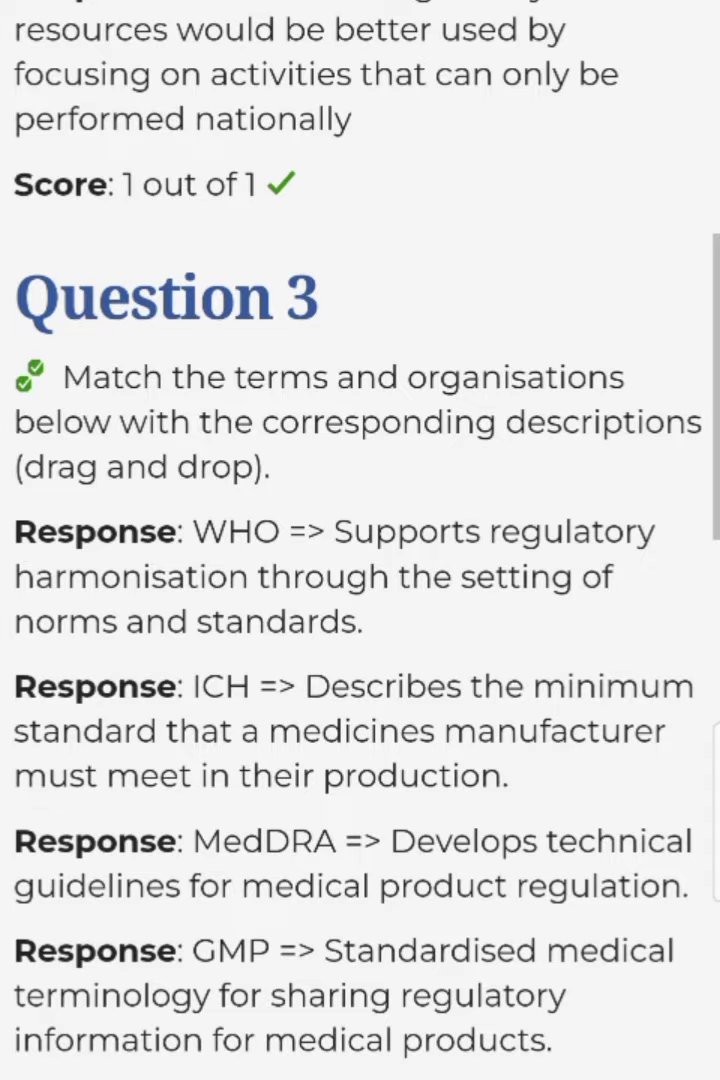 resources would be better used by
focusing on activities that can only be
performed nationally
Score: 1 out of 1
Question 3
Match the terms and organisations
below with the corresponding descriptions
(drag and drop).
Response: WHO => Supports regulatory
harmonisation through the setting of
norms and standards.
Response: ICH => Describes the minimum
standard that a medicines manufacturer
must meet in their production.
Response: MedDRA => Develops technical
guidelines for medical product regulation.
Response: GMP => Standardised medical
terminology for sharing regulatory
information for medical products.